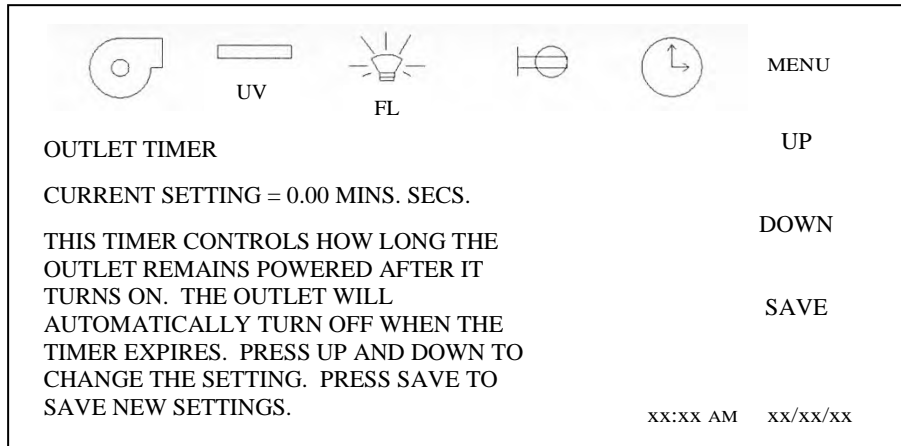 MENU
UV
FL
OUTLET TIMER
UP
CURRENT SETTING = 0.00 MINS. SECS.
DOWN
THIS TIMER CONTROLS HOW LONG THE
OUTLET REMAINS POWERED AFTER IT
TURNS ON. THE OUTLET WILL
AUTOMATICALLY TURN OFF WHEN THE
TIMER EXPIRES. PRESS UP AND DOWN TO
CHANGE THE SETTING. PRESS SAVE TO
SAVE NEW SETTINGS.
SAVE
xx:xx AM xx/xx/xx